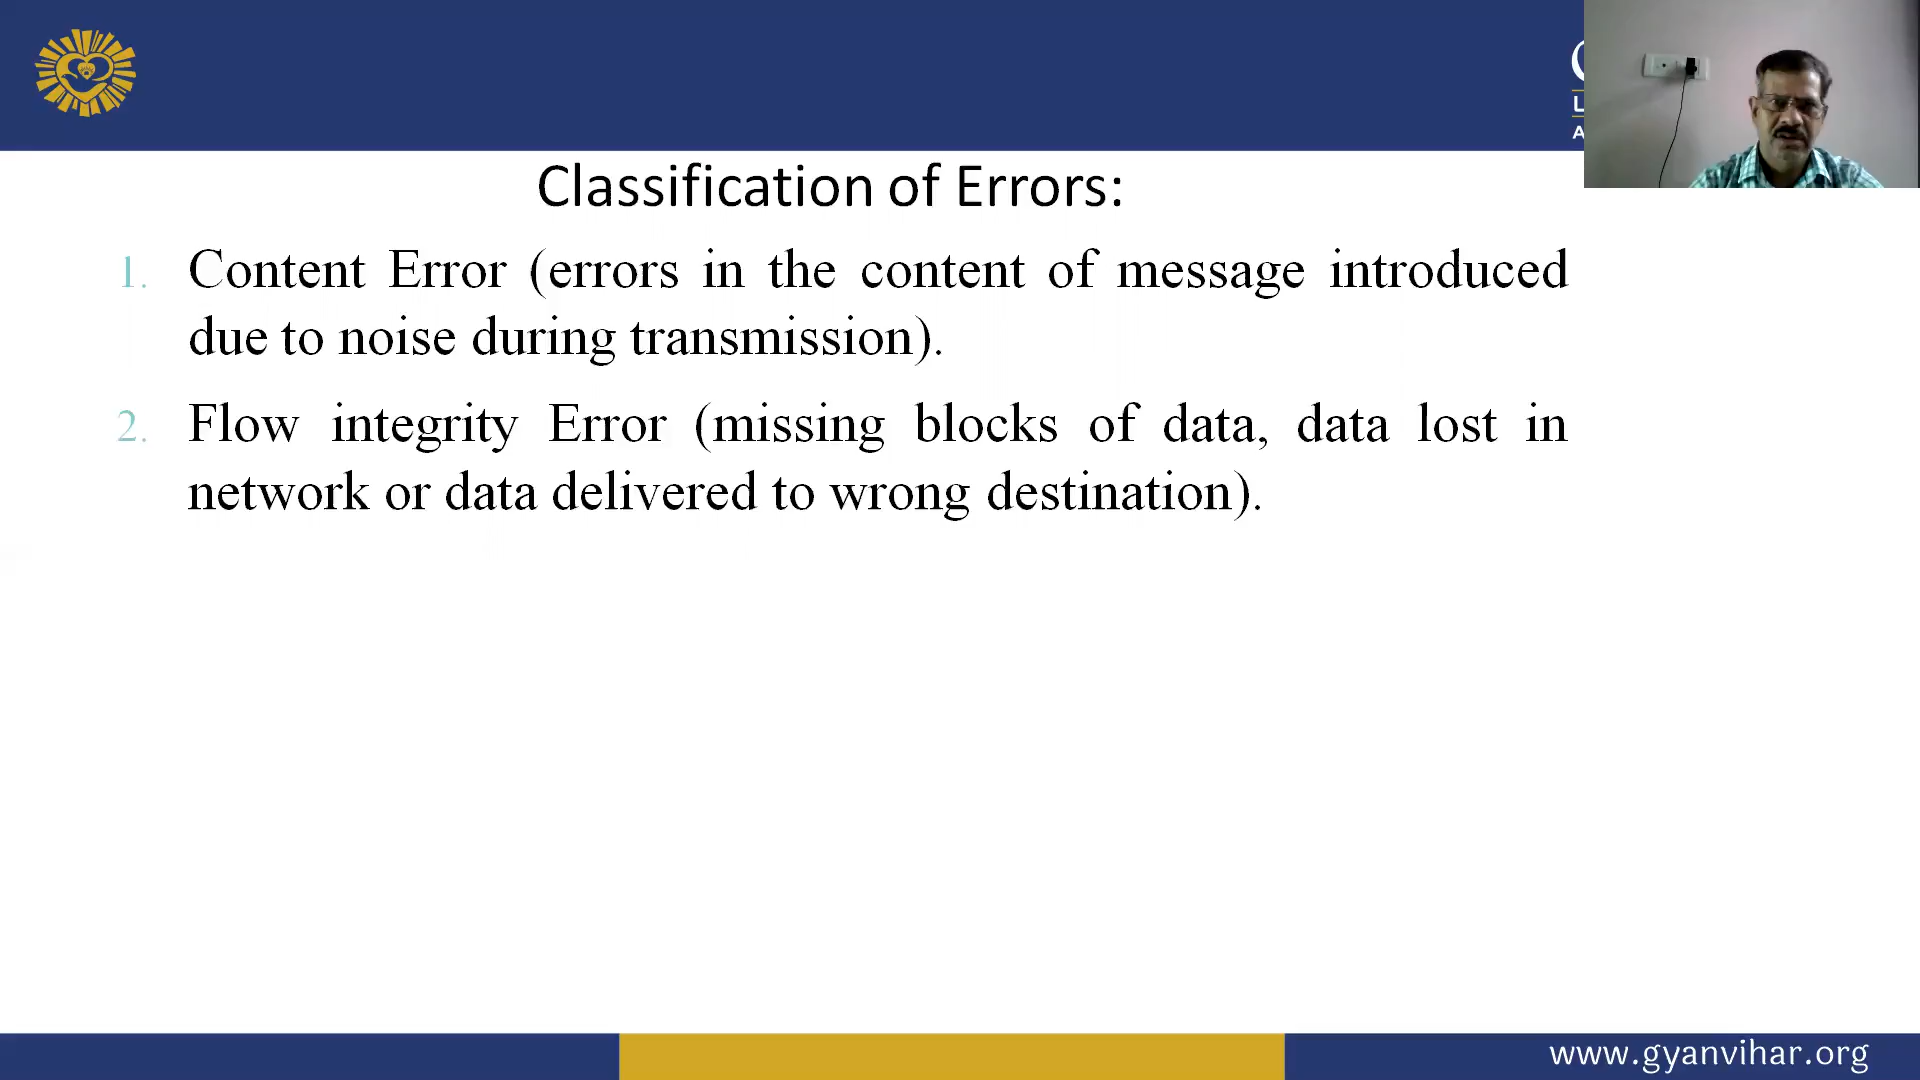 Classification of Errors:
1. Content Error (errors in the content of message introduced
due to noise during transmission).
2. Flow integrity Error (missing blocks of data, data lost in
network or data delivered to wrong destination).
www.gyanvihar.org